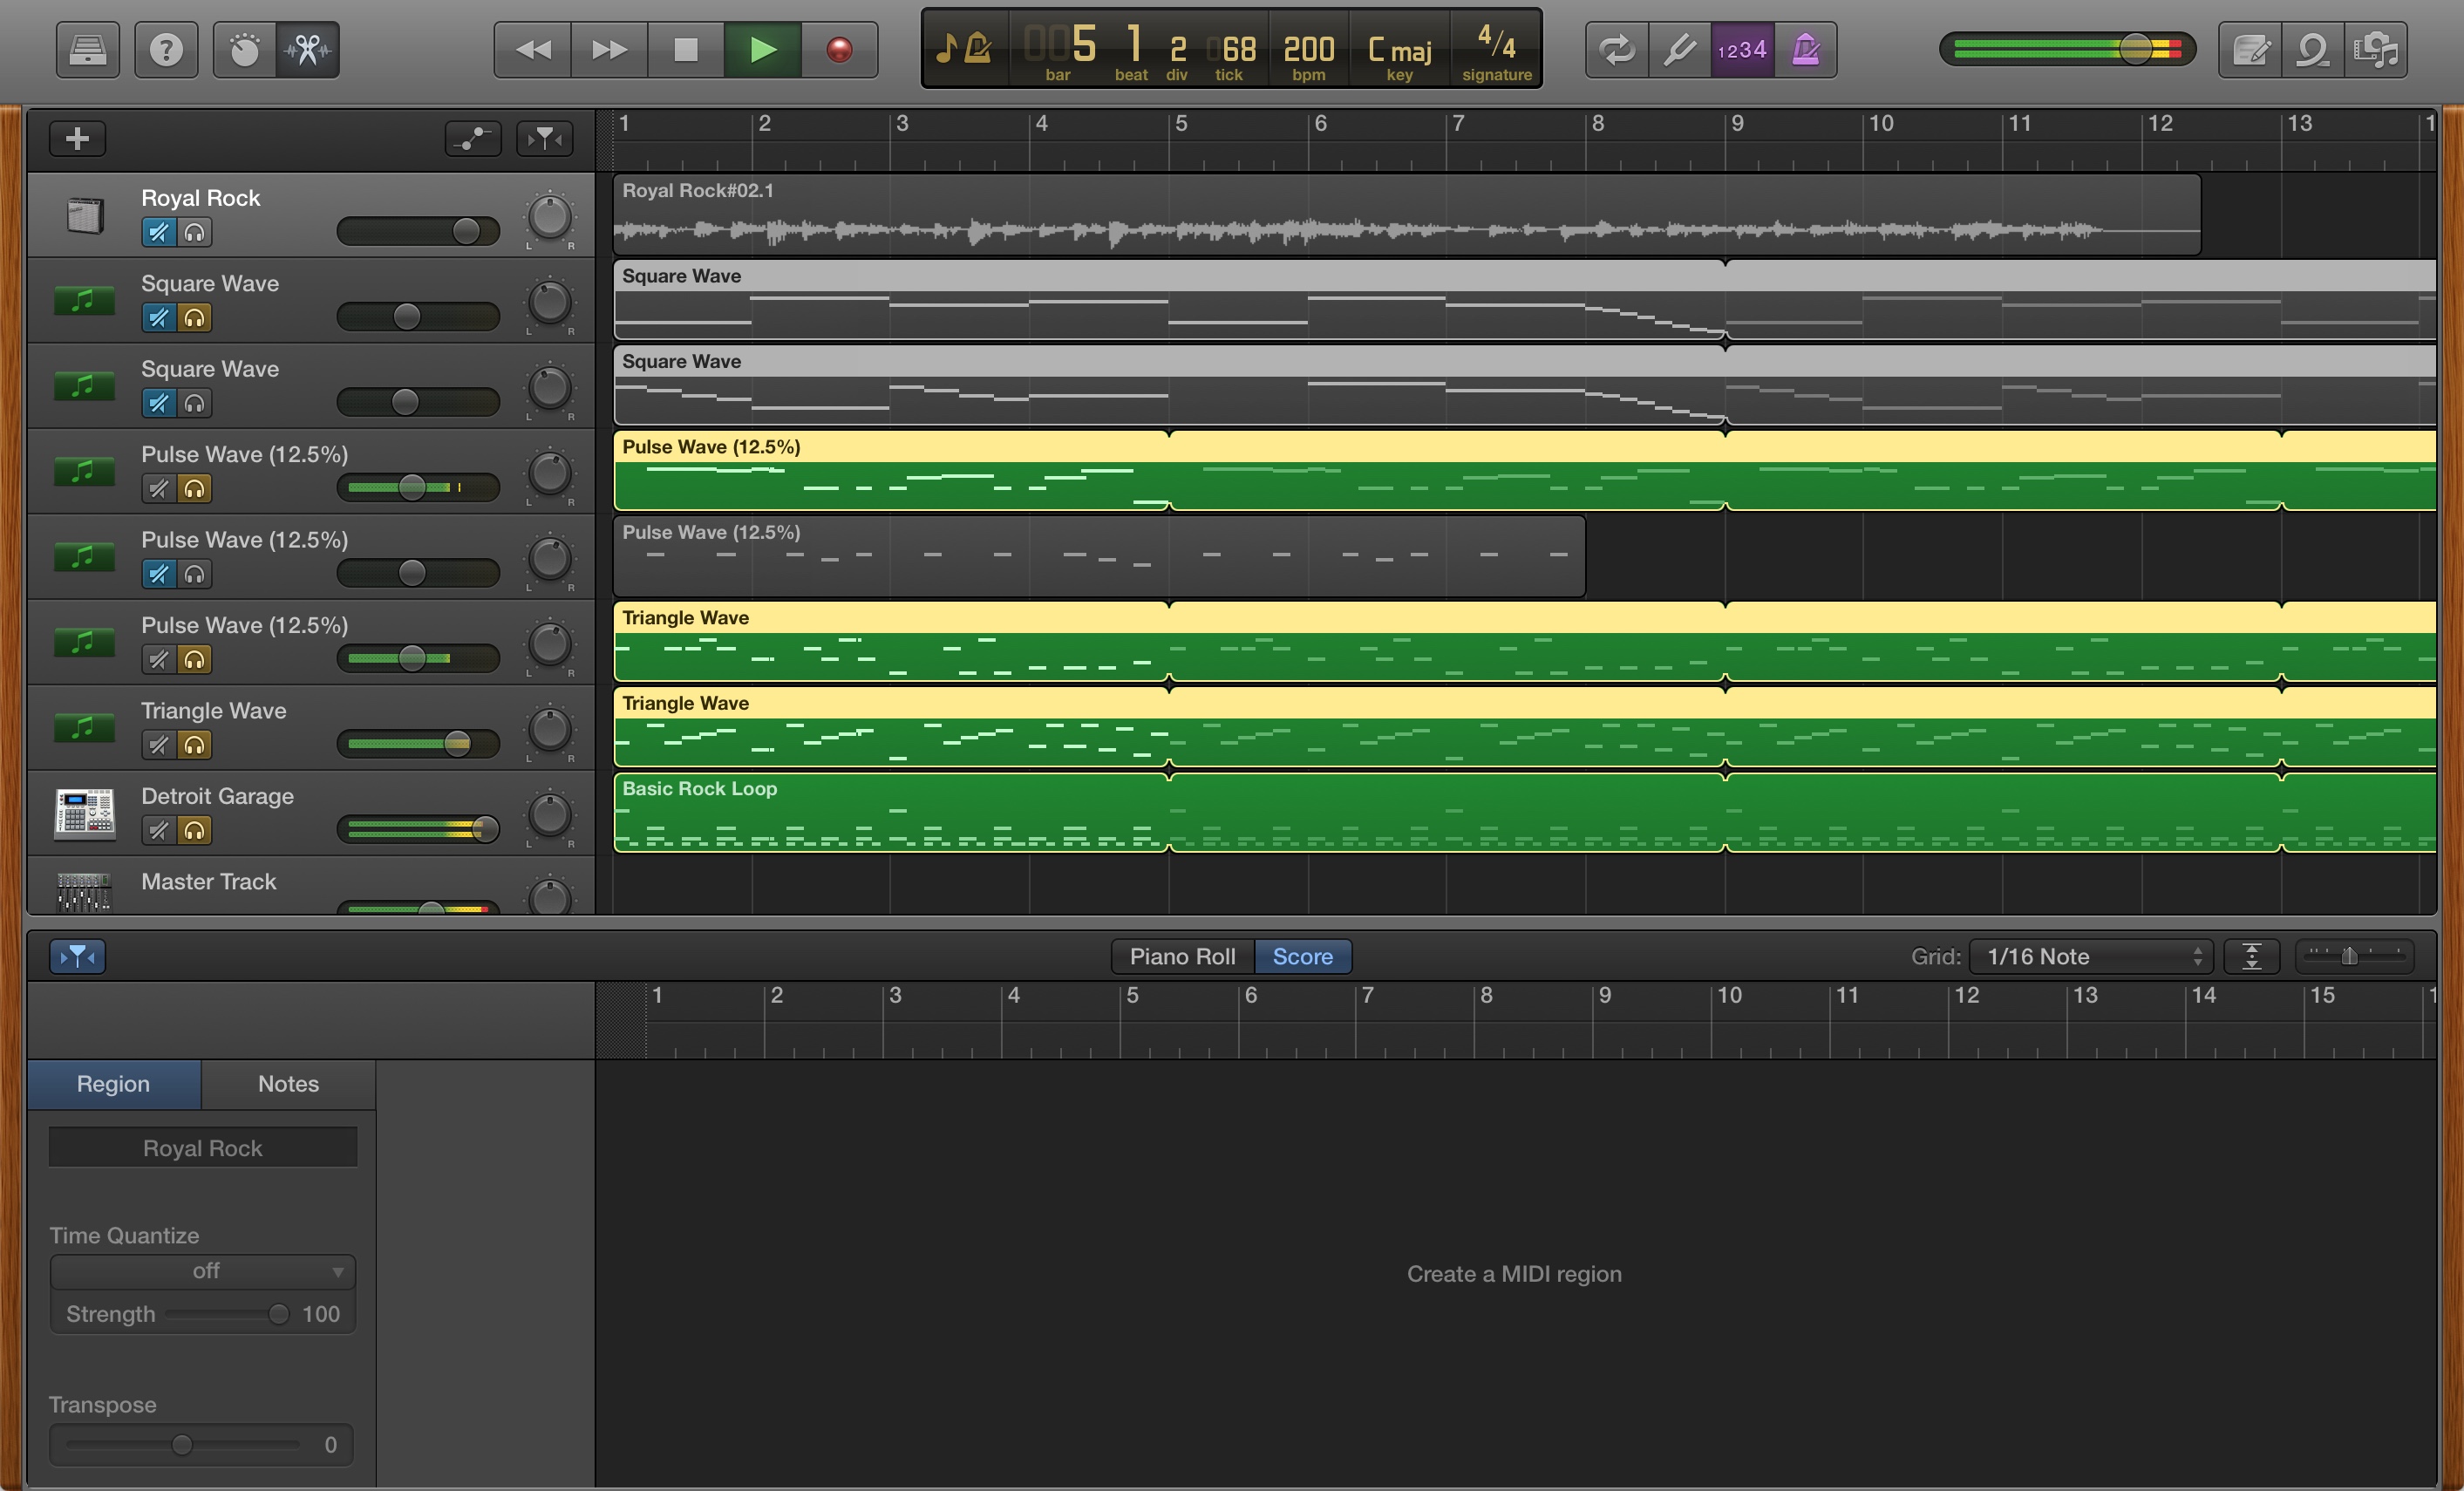 005 1 2 068 200 C maj 4/4
bar beat div tick bpm key signature
1234
1 2 3 4 5 6 7 8 9 10 11 12 13 1
Royal Rock
L R
Royal Rock#02.1
Square Wave
L R
Square Wave
Square Wave
L R
Square Wave
Pulse Wave (12.5%)
L R
Pulse Wave (12.5%)
Pulse Wave (12.5%)
L R
Pulse Wave (12.5%)
Pulse Wave (12.5%)
L R
Triangle Wave
Triangle Wave
L R
Triangle Wave
Detroit Garage
L R
Basic Rock Loop
Master Track
Piano Roll Score Grid: 1/16 Note
1 2 3 4 5 6 7 8 9 10 11 12 13 14 15 1
Region Notes
Royal Rock
Time Quantize
off
Strength 100
Transpose
0
Create a MIDI region